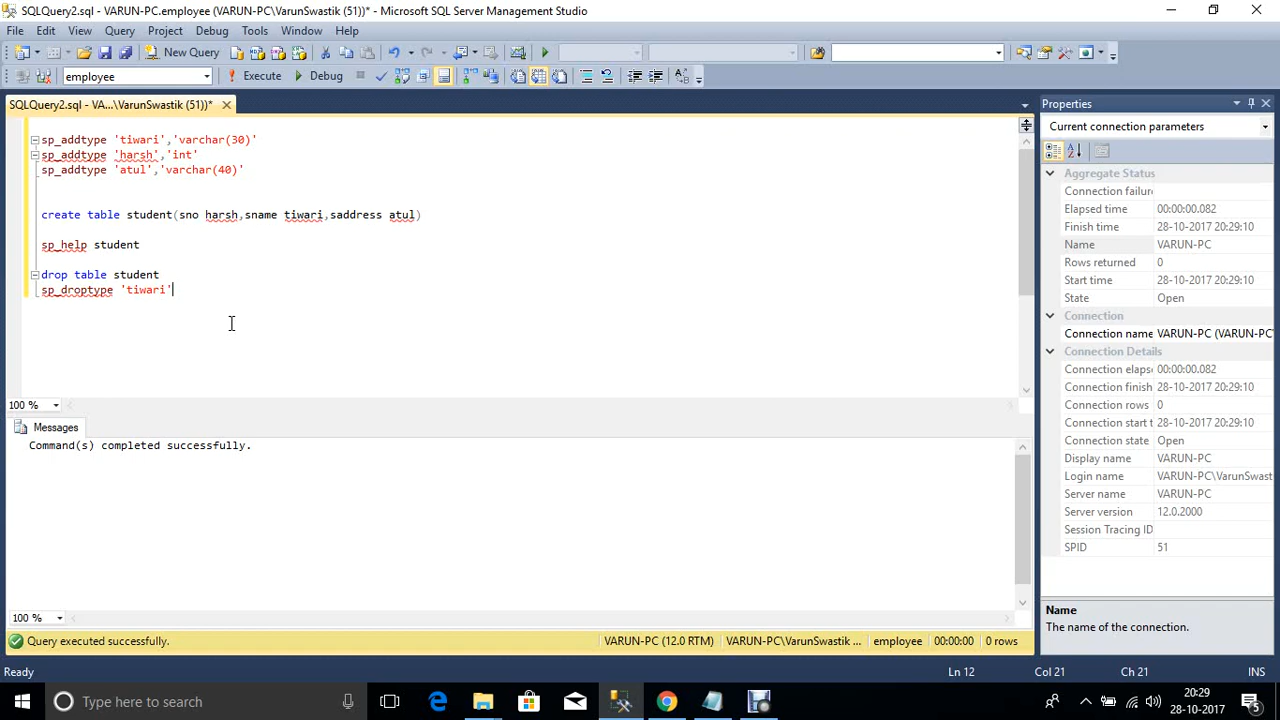 SQLQuery2.sql - VARUN-PC.employee (VARUN-PC\VarunSwastik (51))* - Microsoft SQL Server Management Studio
File Edit View Query Project Debug Tools Window Help
New Query
employee Execute Debug
SQLQuery2.sql - VA...\VarunSwastik (51))*
sp_addtype 'tiwari','varchar(30)'
sp_addtype 'harsh','int'
sp_addtype 'atul','varchar(40)'
create table student(sno harsh,sname tiwari,saddress atul)
sp_help student
drop table student
sp_droptype 'tiwari'
100 %
Messages
Command(s) completed successfully.
100 %
Query executed successfully. VARUN-PC (12.0 RTM) VARUN-PC\VarunSwastik ... employee 00:00:00 0 rows
Properties
Current connection parameters
Aggregate Status
Connection failure
Elapsed time 00:00:00.082
Finish time 28-10-2017 20:29:10
Name VARUN-PC
Rows returned 0
Start time 28-10-2017 20:29:10
State Open
Connection
Connection name VARUN-PC (VARUN-PC
Connection Details
Connection elaps 00:00:00.082
Connection finish 28-10-2017 20:29:10
Connection rows 0
Connection start t 28-10-2017 20:29:10
Connection state Open
Display name VARUN-PC
Login name VARUN-PC\VarunSwast
Server name VARUN-PC
Server version 12.0.2000
Session Tracing ID
SPID 51
Name
The name of the connection.
Ready Ln 12 Col 21 Ch 21 INS
Type here to search
20:29
28-10-2017
5